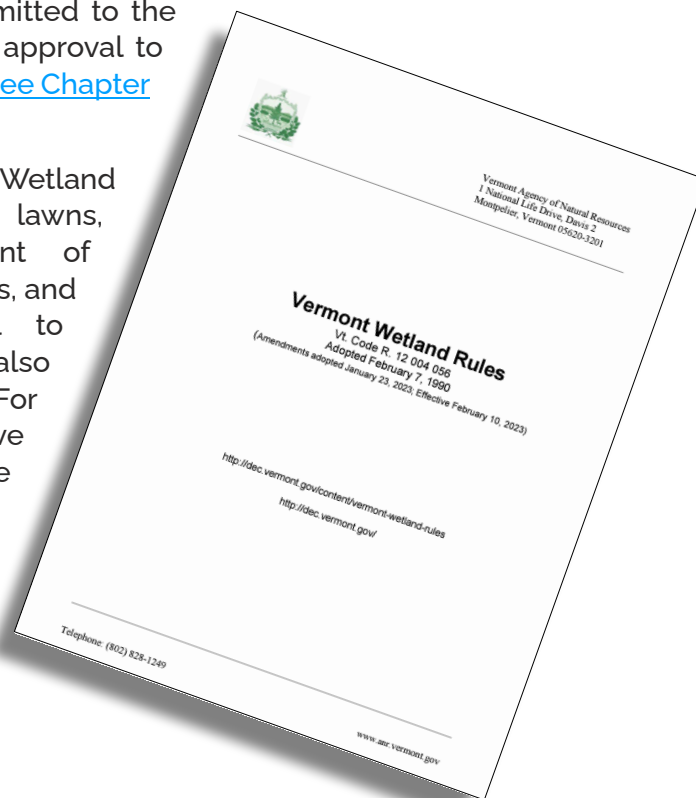 mitted to the
approval to
ee Chapter
Wetland
lawns,
nt of
s, and
to
also
For
ve
e
Vermont Agency of Natural Resources
1 National Life Drive, Davis 2
Montpelier, Vermont 05620-3201
Vermont Wetland Rules
Vt. Code R. 12 004 056
Adopted February 7, 1990
(Amendments adopted January 23, 2023; Effective February 10, 2023)
http://dec.vermont.gov/content/vermont-wetland-rules
http://dec.vermont.gov/
Telephone: (802) 828-1249
www.anr.vermont.gov